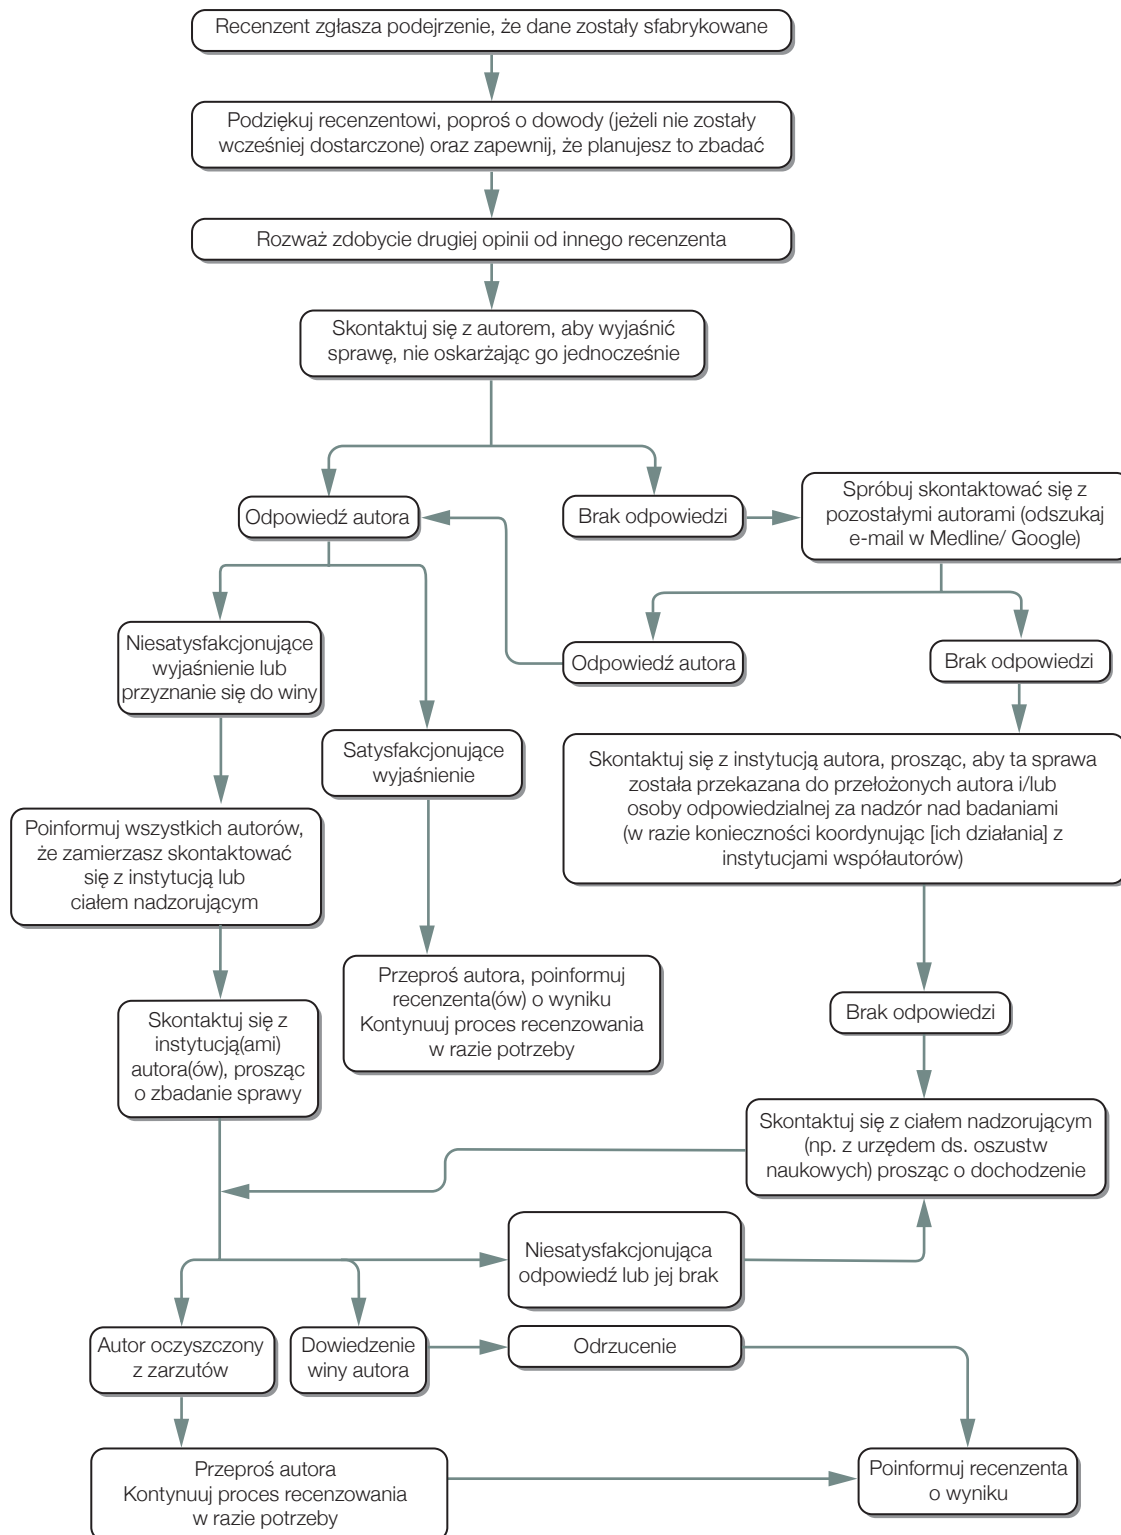 Recenzent zgłasza podejrzenie, że dane zostały sfabrykowane
Podziękuj recenzentowi, poproś o dowody (jeżeli nie zostały
wcześniej dostarczone) oraz zapewnij, że planujesz to zbadać
Rozważ zdobycie drugiej opinii od innego recenzenta
Skontaktuj się z autorem, aby wyjaśnić
sprawę, nie oskarżając go jednocześnie
Odpowiedź autora
Brak odpowiedzi
Spróbuj skontaktować się z
pozostałymi autorami (odszukaj
e-mail w Medline/ Google)
Niesatysfakcjonujące
wyjaśnienie lub
przyznanie się do winy
Odpowiedź autora
Brak odpowiedzi
Satysfakcjonujące
wyjaśnienie
Skontaktuj się z instytucją autora, prosząc, aby ta sprawa
została przekazana do przełożonych autora i/lub
osoby odpowiedzialnej za nadzór nad badaniami
(w razie konieczności koordynując [ich działania] z
instytucjami współautorów)
Poinformuj wszystkich autorów,
że zamierzasz skontaktować
się z instytucją lub
ciałem nadzorującym
Przeproś autora, poinformuj
recenzenta(ów) o wyniku
Kontynuuj proces recenzowania
w razie potrzeby
Brak odpowiedzi
Skontaktuj się z
instytucją(ami)
autora(ów), prosząc
o zbadanie sprawy
Skontaktuj się z ciałem nadzorującym
(np. z urzędem ds. oszustw
naukowych) prosząc o dochodzenie
Niesatysfakcjonująca
odpowiedź lub jej brak
Autor oczyszczony
z zarzutów
Dowiedzenie
winy autora
Odrzucenie
Przeproś autora
Kontynuuj proces recenzowania
w razie potrzeby
Poinformuj recenzenta
o wyniku